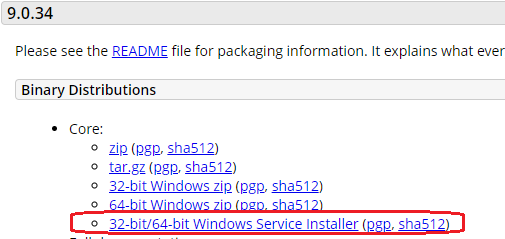 9.0.34
Please see the README file for packaging information. It explains what ever
Binary Distributions
Core:
zip (pgp, sha512)
tar.gz (pgp, sha512)
32-bit Windows zip (pgp, sha512)
64-bit Windows zip (pgp, sha512)
32-bit/64-bit Windows Service Installer (pgp, sha512)